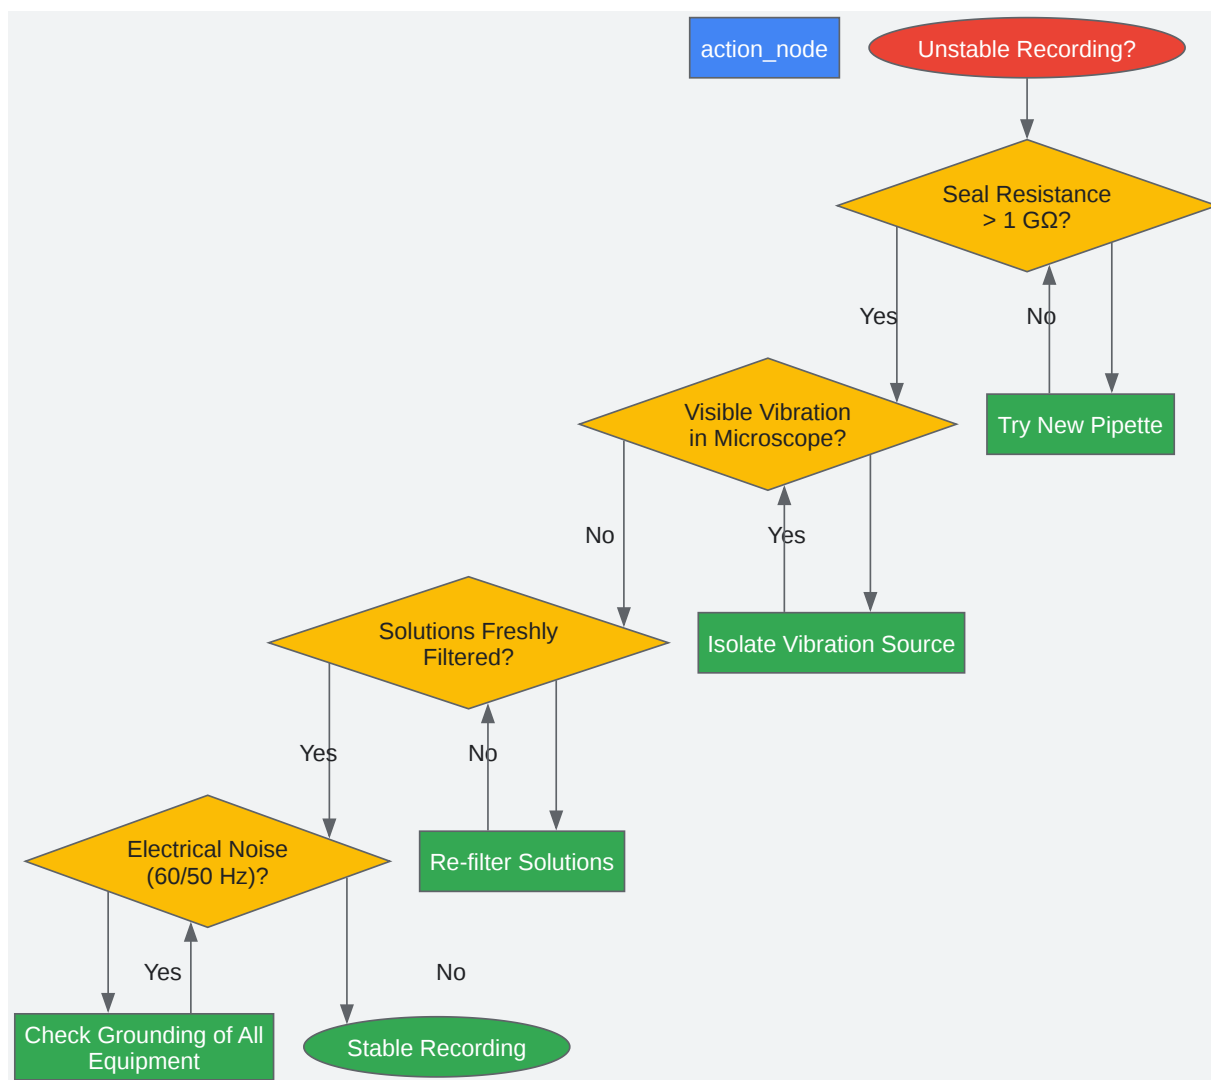 action_node
Unstable Recording?
Seal Resistance
> 1 GΩ?
Yes
No
Visible Vibration
in Microscope?
Try New Pipette
No
Yes
Solutions Freshly
Filtered?
Isolate Vibration Source
Yes
No
Electrical Noise
(60/50 Hz)?
Re-filter Solutions
Yes
No
Check Grounding of All
Equipment
Stable Recording